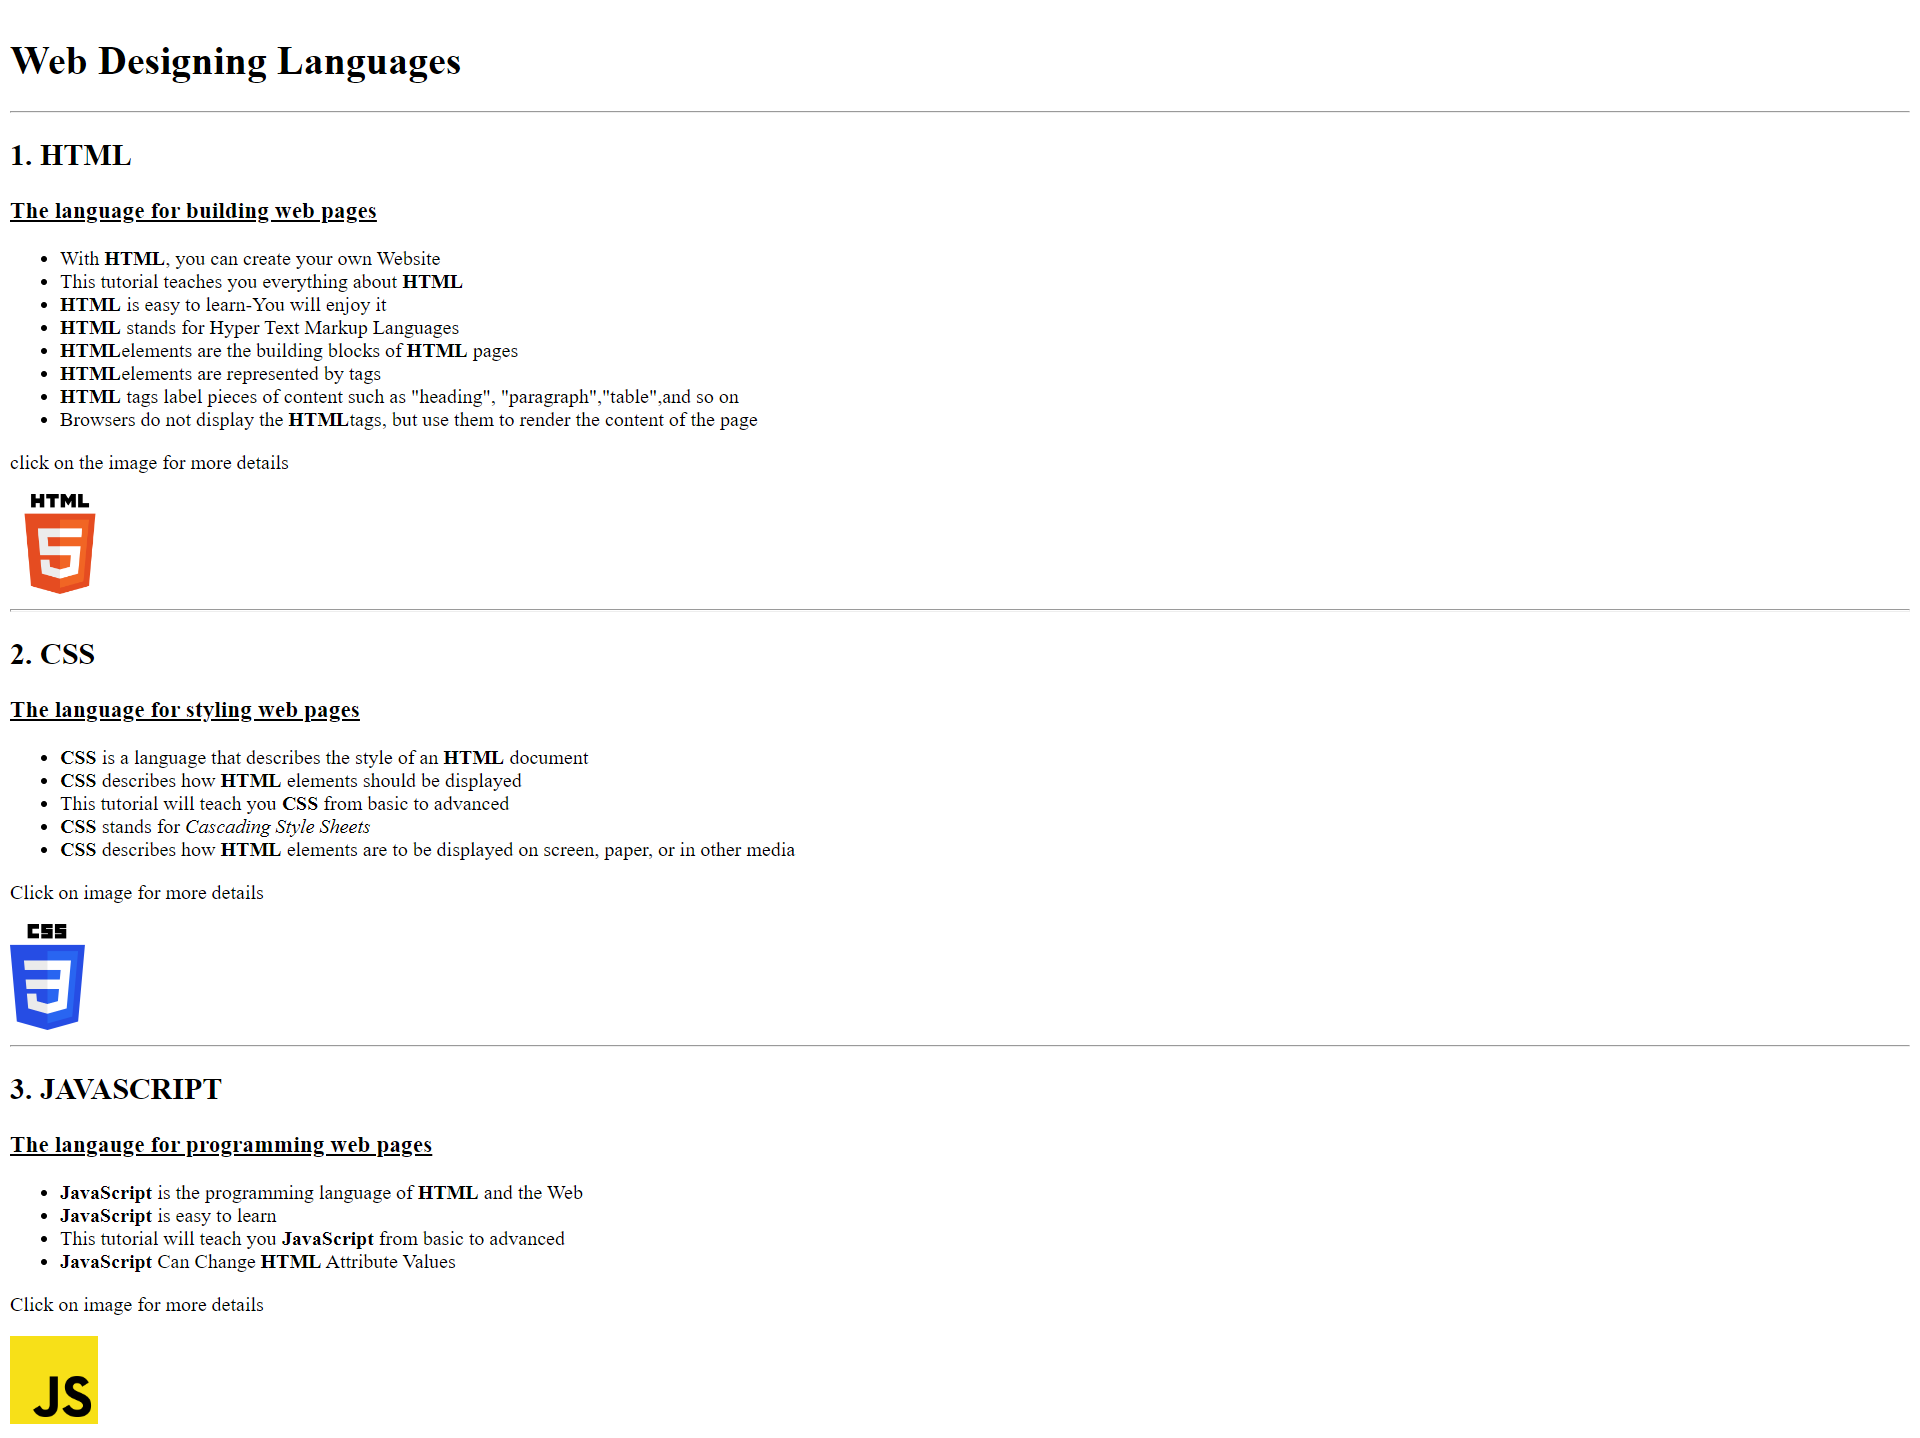 Web Designing Languages
1. HTML
The language for building web pages
With HTML, you can create your own Website
This tutorial teaches you everything about HTML
HTML is easy to learn-You will enjoy it
HTML stands for Hyper Text Markup Languages
HTMLelements are the building blocks of HTML pages
HTMLelements are represented by tags
HTML tags label pieces of content such as "heading", "paragraph","table",and so on
Browsers do not display the HTMLtags, but use them to render the content of the page
click on the image for more details
HTML
5
2. CSS
The language for styling web pages
CSS is a language that describes the style of an HTML document
CSS describes how HTML elements should be displayed
This tutorial will teach you CSS from basic to advanced
CSS stands for Cascading Style Sheets
CSS describes how HTML elements are to be displayed on screen, paper, or in other media
Click on image for more details
CSS
3
3. JAVASCRIPT
The langauge for programming web pages
JavaScript is the programming language of HTML and the Web
JavaScript is easy to learn
This tutorial will teach you JavaScript from basic to advanced
JavaScript Can Change HTML Attribute Values
Click on image for more details
JS